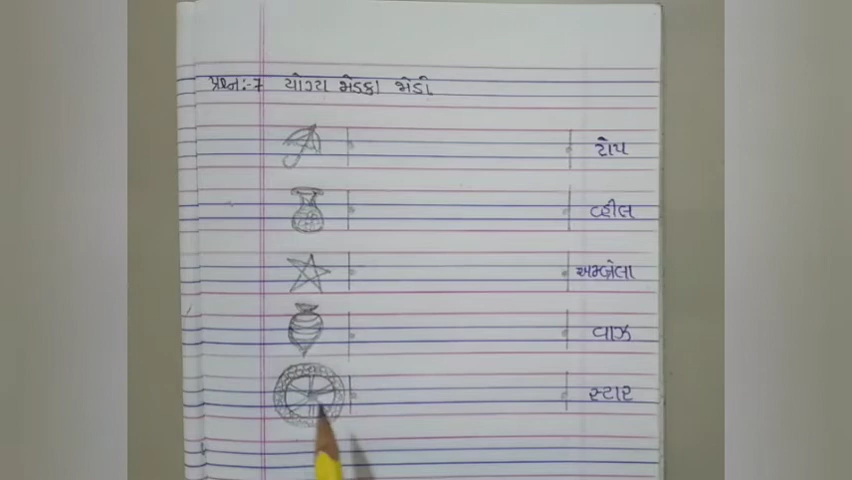 પ્રશ્ન:-7 યોગ્ય જોડકા જોડો
ટોપ
વ્હીલ
અમ્બ્રેલા
વાઝ
સ્ટાર